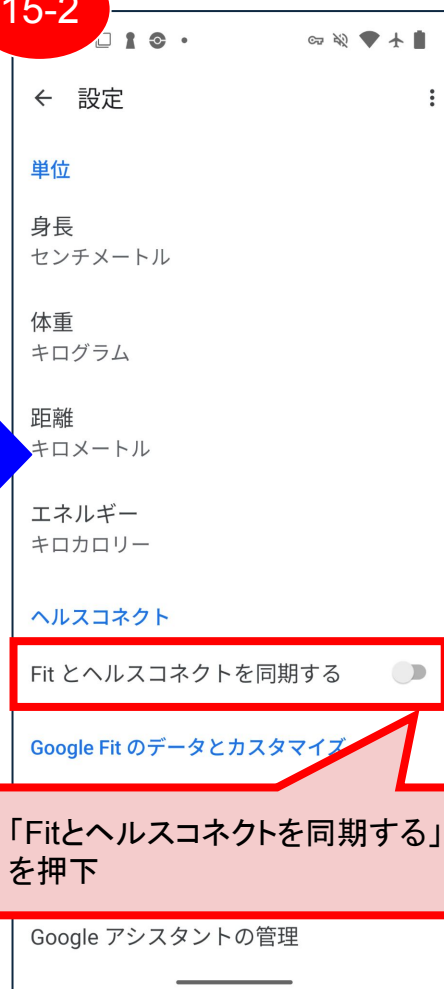 15-2
設定
単位
身長
センチメートル
体重
キログラム
距離
キロメートル
エネルギー
キロカロリー
ヘルスコネクト
Fit とヘルスコネクトを同期する
Google Fit のデータとカスタマイズ
「Fitとヘルスコネクトを同期する」
を押下
Google アシスタントの管理